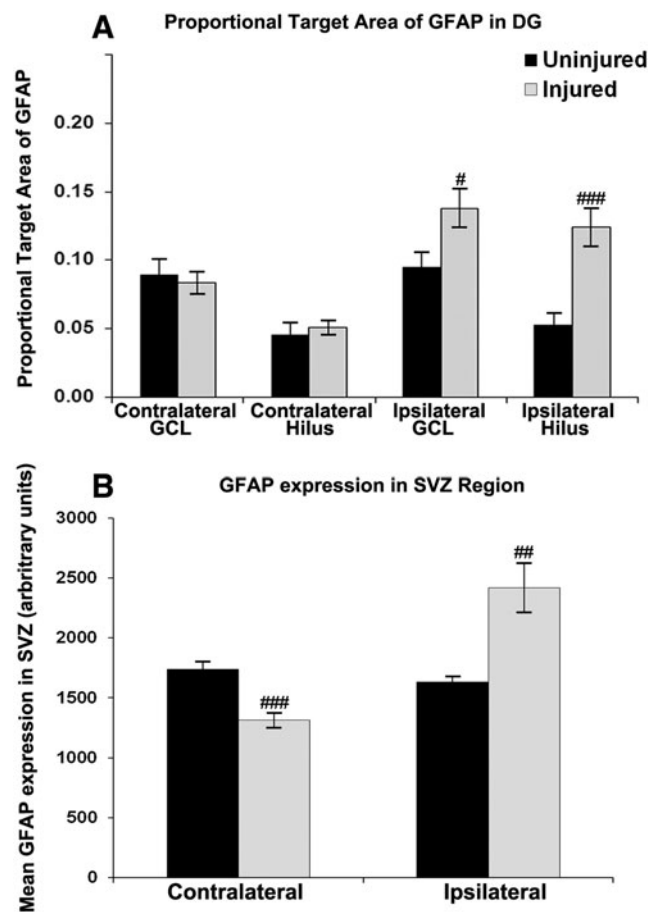 A
Proportional Target Area of GFAP in DG
Uninjured
Injured
Proportional Target Area of GFAP
0.20
0.15
0.10
0.05
0.00
#
###
Contralateral GCL
Contralateral Hilus
Ipsilateral GCL
Ipsilateral Hilus
B
GFAP expression in SVZ Region
Mean GFAP expression in SVZ (arbritrary units)
3000
2500
2000
1500
1000
500
0
###
##
Contralateral
Ipsilateral